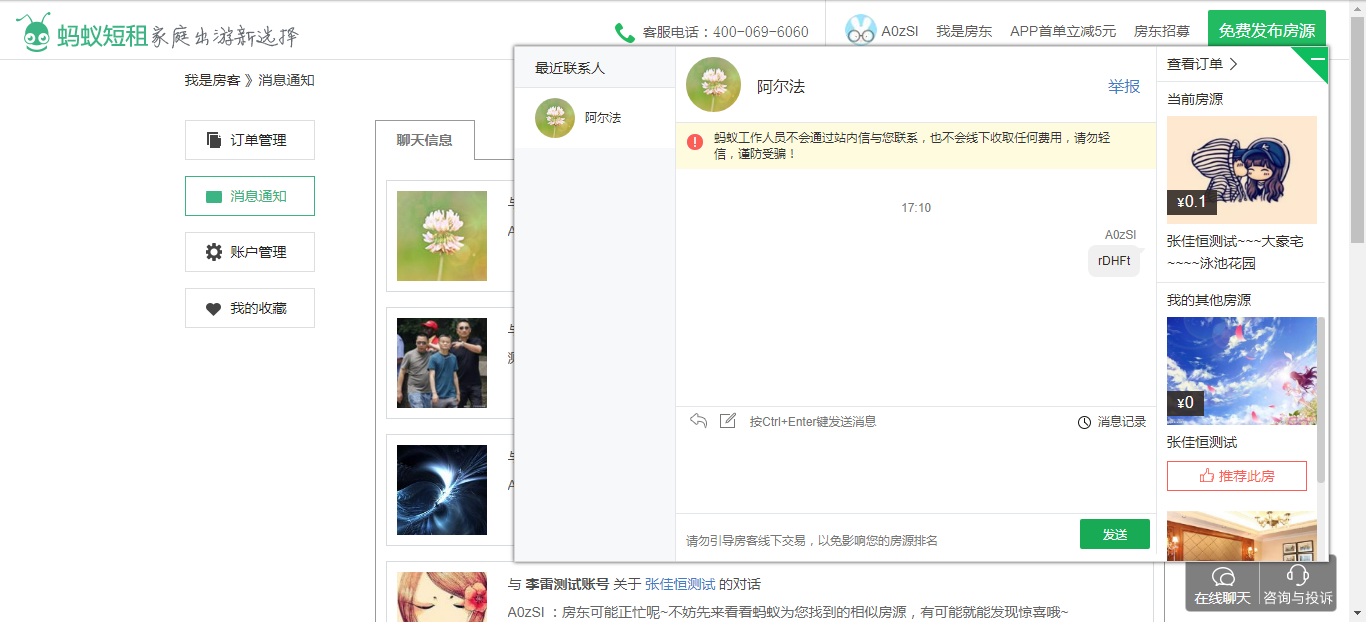 蚂蚁短租 家庭出游新选择
客服电话：400-069-6060
A0zSI 我是房东 APP首单立减5元 房东招募 免费发布房源
我是房客 》消息通知
订单管理
消息通知
账户管理
我的收藏
聊天信息
最近联系人
阿尔法
阿尔法
举报
蚂蚁工作人员不会通过站内信与您联系，也不会线下收取任何费用，请勿轻
信，谨防受骗！
17:10
A0zSI
rDHFt
按Ctrl+Enter键发送消息
消息记录
请勿引导房客线下交易，以免影响您的房源排名
发送
查看订单
当前房源
¥0.1
张佳恒测试~~~大豪宅
~~~~泳池花园
我的其他房源
¥0
张佳恒测试
推荐此房
与 李雷测试账号 关于 张佳恒测试 的对话
A0zSI ：房东可能正忙呢~不妨先来看看蚂蚁为您找到的相似房源，有可能就能发现惊喜哦~
在线聊天
咨询与投诉